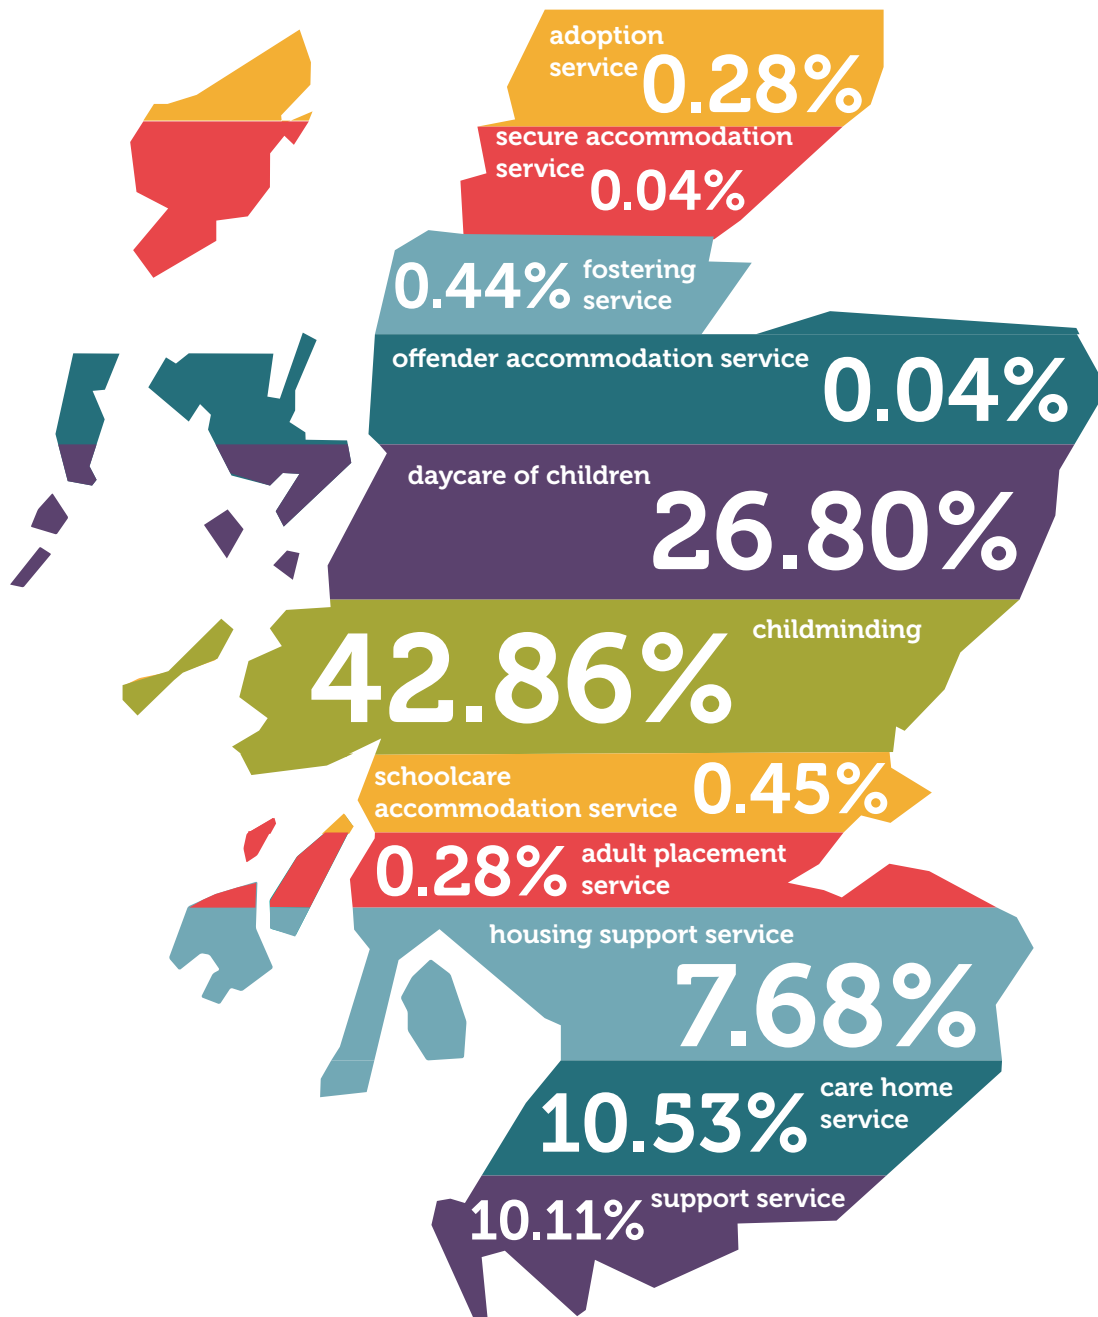 adoption
service 0.28%
secure accommodation
service 0.04%
0.44% fostering
service
offender accommodation service 0.04%
daycare of children
26.80%
42.86% childminding
schoolcare
accommodation service 0.45%
0.28% adult placement
service
housing support service
7.68%
10.53% care home
service
10.11% support service